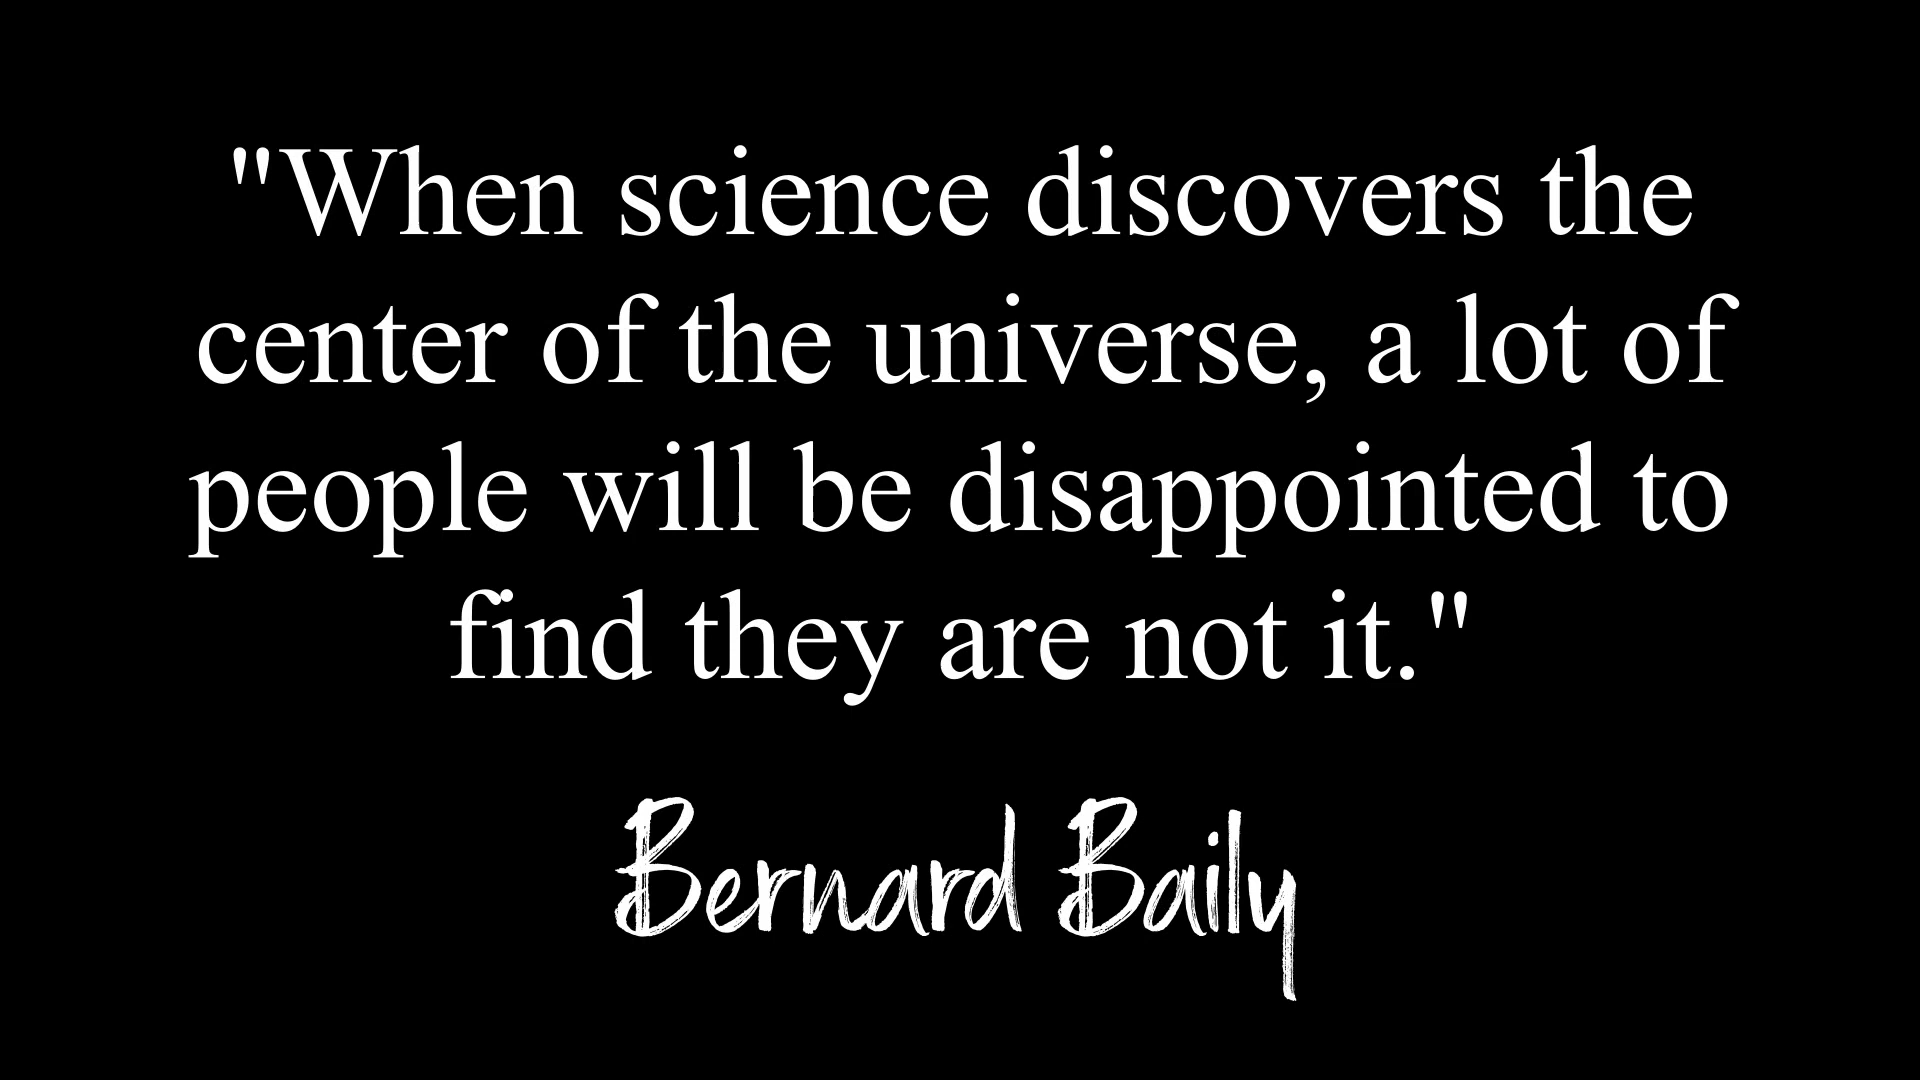 "When science discovers the
center of the universe, a lot of
people will be disappointed to
find they are not it."
Bernard Baily